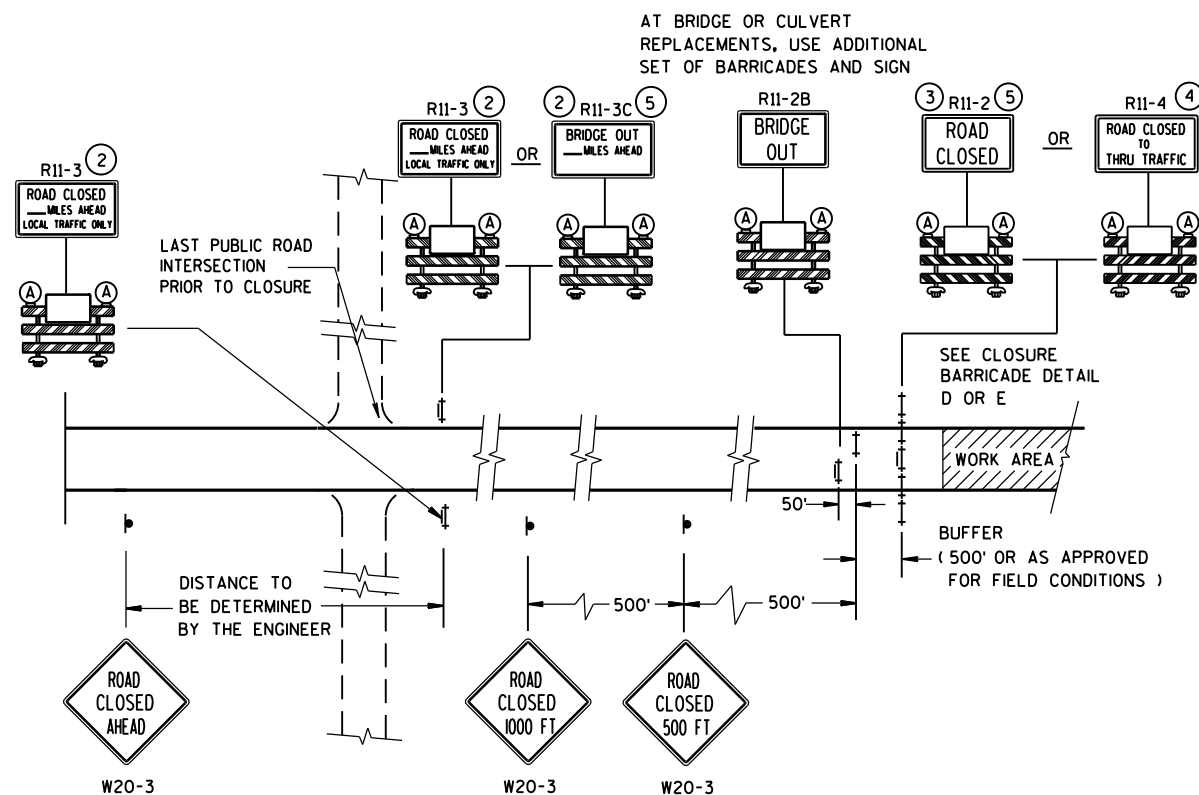 AT BRIDGE OR CULVERT
REPLACEMENTS, USE ADDITIONAL
SET OF BARRICADES AND SIGN
R11-3 2
ROAD CLOSED
___MILES AHEAD
LOCAL TRAFFIC ONLY
A A
R11-3 2
ROAD CLOSED
___MILES AHEAD
LOCAL TRAFFIC ONLY
A A
OR
2 R11-3C 5
BRIDGE OUT
___MILES AHEAD
A A
R11-2B
BRIDGE
OUT
A A
3 R11-2 5
ROAD
CLOSED
A A
OR
R11-4 4
ROAD CLOSED
TO
THRU TRAFFIC
A A
LAST PUBLIC ROAD
INTERSECTION
PRIOR TO CLOSURE
SEE CLOSURE
BARRICADE DETAIL
D OR E
WORK AREA
50'
BUFFER
(500' OR AS APPROVED
FOR FIELD CONDITIONS )
DISTANCE TO
BE DETERMINED
BY THE ENGINEER
500'
500'
ROAD
CLOSED
AHEAD
W20-3
ROAD
CLOSED
1000 FT
W20-3
ROAD
CLOSED
500 FT
W20-3